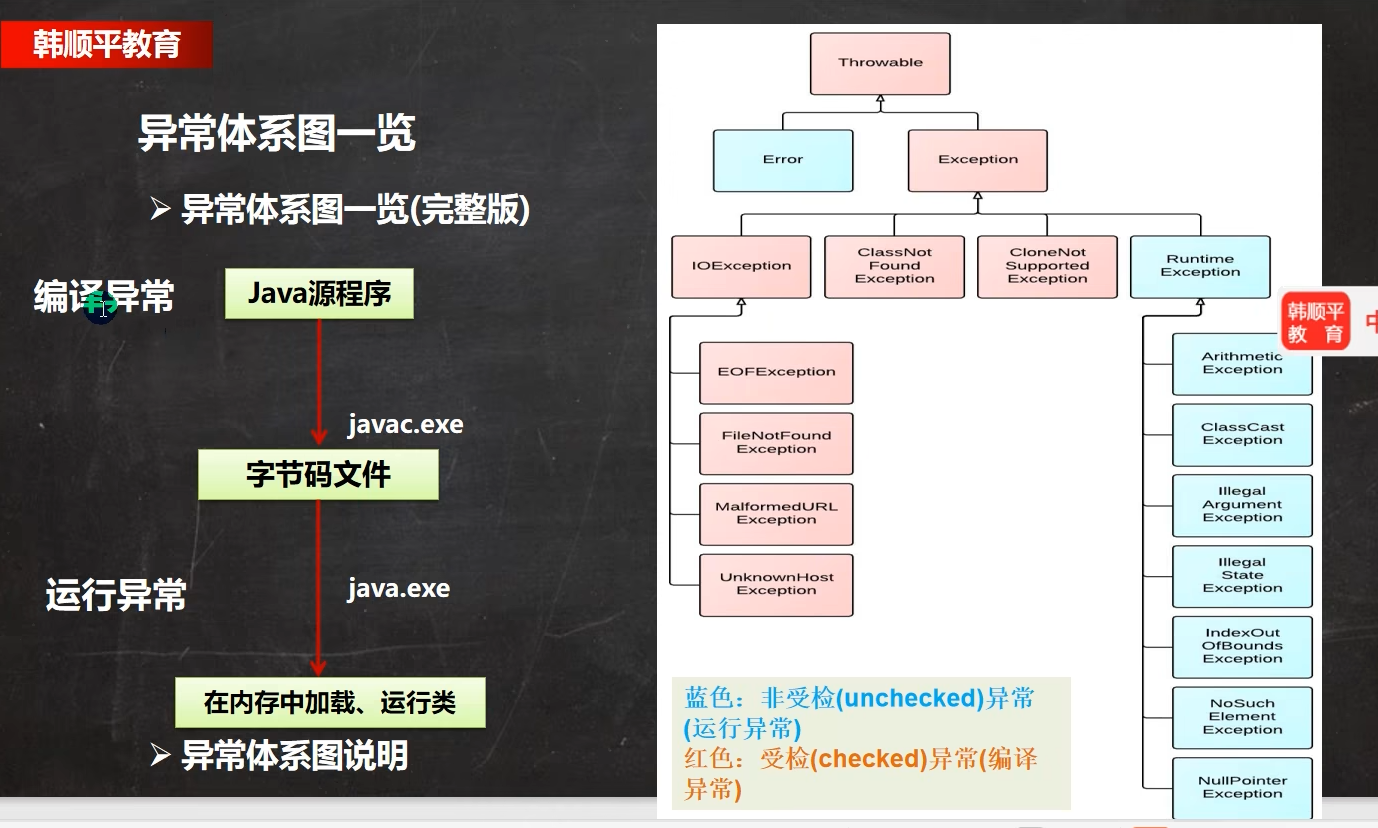 韩顺平教育
异常体系图一览
异常体系图一览(完整版)
编译异常
Java源程序
javac.exe
字节码文件
运行异常
java.exe
在内存中加载、运行类
异常体系图说明
Throwable
Error
Exception
IOException
ClassNot
Found
Exception
CloneNot
Supported
Exception
Runtime
Exception
EOFException
FileNotFound
Exception
MalformedURL
Exception
UnknownHost
Exception
Arithmetic
Exception
ClassCast
Exception
Illegal
Argument
Exception
Illegal
State
Exception
IndexOut
OfBounds
Exception
NoSuch
Element
Exception
NullPointer
Exception
蓝色：非受检(unchecked)异常
(运行异常)
红色：受检(checked)异常(编译
异常)
韩顺平
教 育
中